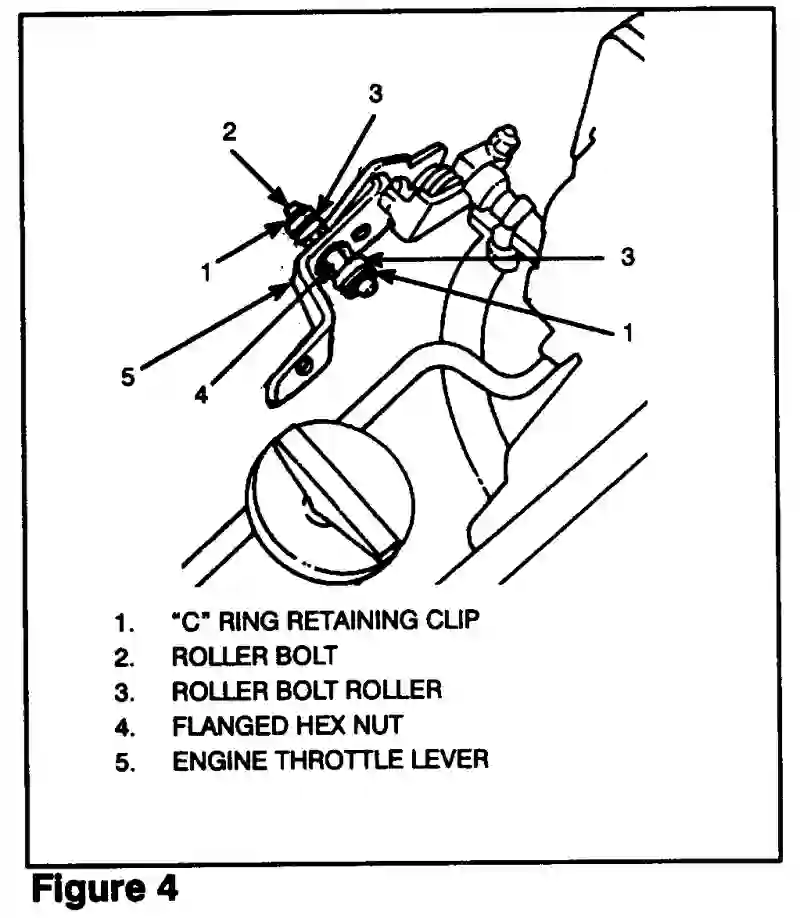 3
2
1
3
1
5
4
1. "C" RING RETAINING CLIP
2. ROLLER BOLT
3. ROLLER BOLT ROLLER
4. FLANGED HEX NUT
5. ENGINE THROTTLE LEVER
Figure 4